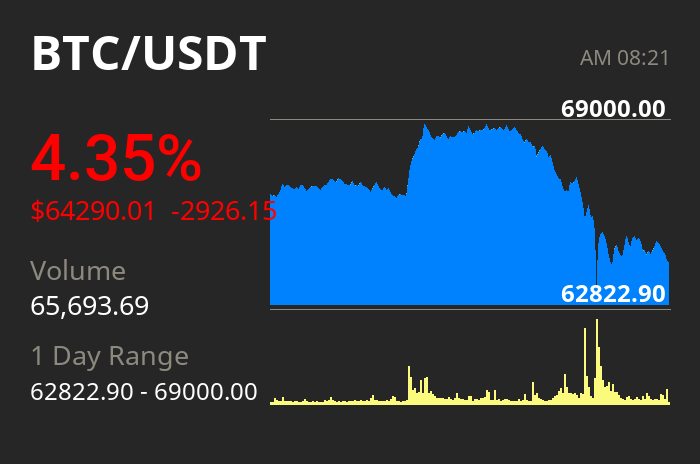 BTC/USDT
AM 08:21
69000.00
4.35%
$64290.01 -2926.15
Volume
65,693.69
62822.90
1 Day Range
62822.90 - 69000.00